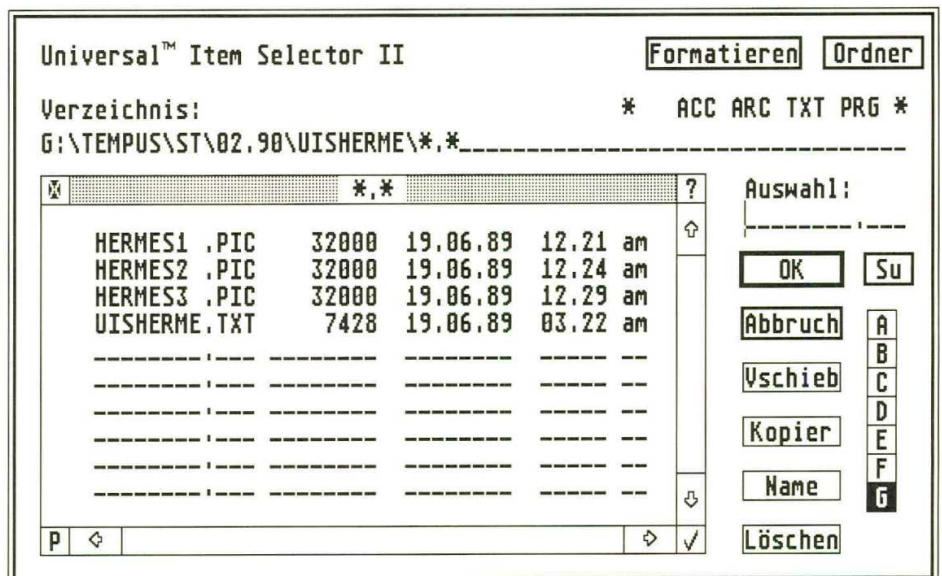 Universal™ Item Selector II
Formatieren
Ordner
Verzeichnis:
* ACC ARC TXT PRG *
G:\TEMPUS\ST\02.90\UISHERME\*.*
*.*
?
HERMES1 .PIC 32000 19.06.89 12.21 am
HERMES2 .PIC 32000 19.06.89 12.24 am
HERMES3 .PIC 32000 19.06.89 12.29 am
UISHERME.TXT 7428 19.06.89 03.22 am
P
Auswahl:
OK
Su
Abbruch
Vschieb
Kopier
Name
Löschen
A
B
C
D
E
F
G